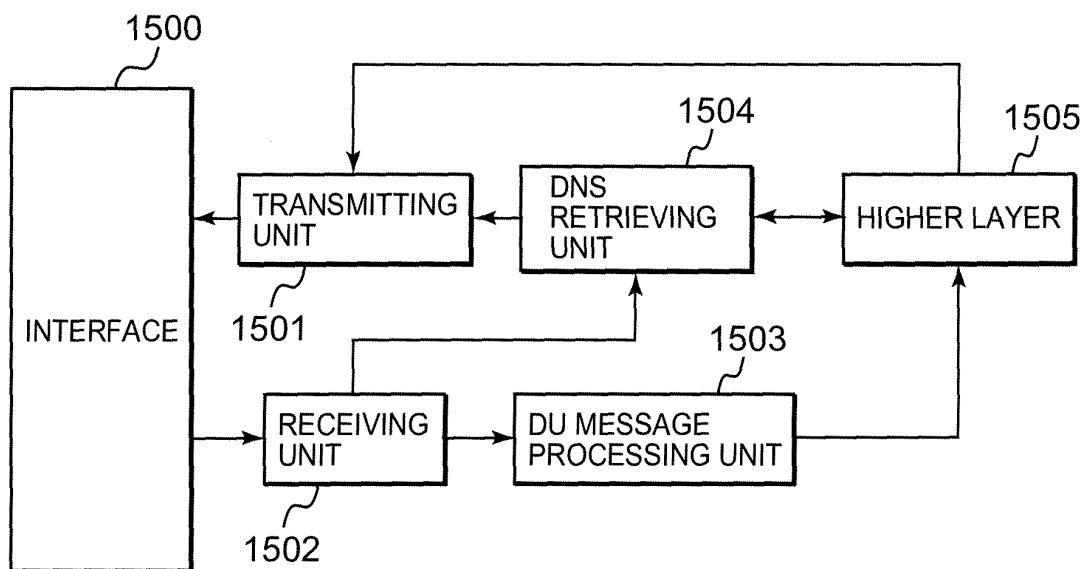 1500
1504
1505
TRANSMITTING
UNIT
DNS
RETRIEVING
UNIT
HIGHER LAYER
1501
INTERFACE
1503
RECEIVING
UNIT
DU MESSAGE
PROCESSING UNIT
1502